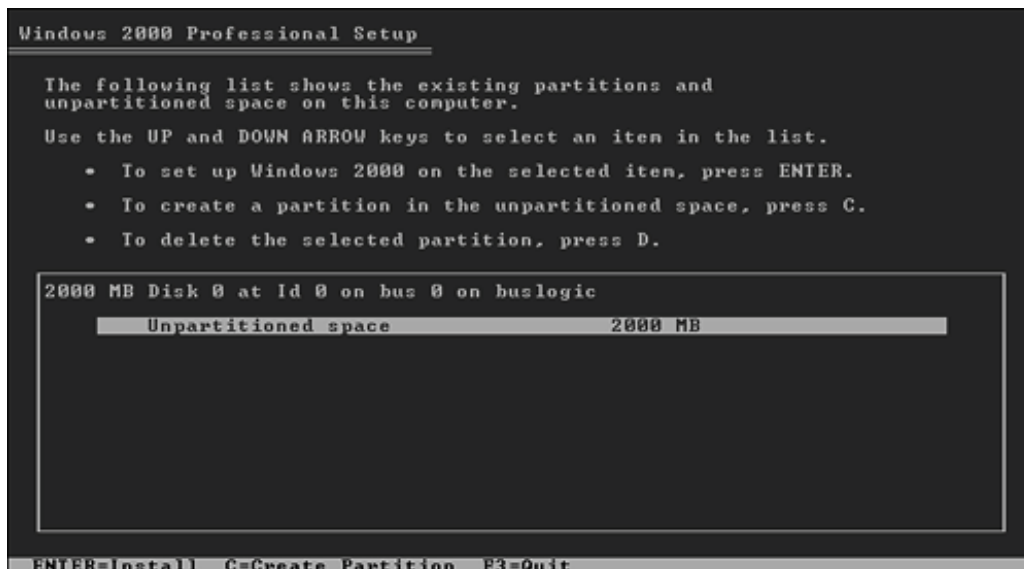 Windows 2000 Professional Setup
The following list shows the existing partitions and
unpartitioned space on this computer.
Use the UP and DOWN ARROW keys to select an item in the list.
• To set up Windows 2000 on the selected item, press ENTER.
• To create a partition in the unpartitioned space, press C.
• To delete the selected partition, press D.
2000 MB Disk 0 at Id 0 on bus 0 on buslogic
Unpartitioned space 2000 MB
ENTER=Install C=Create Partition F3=Quit